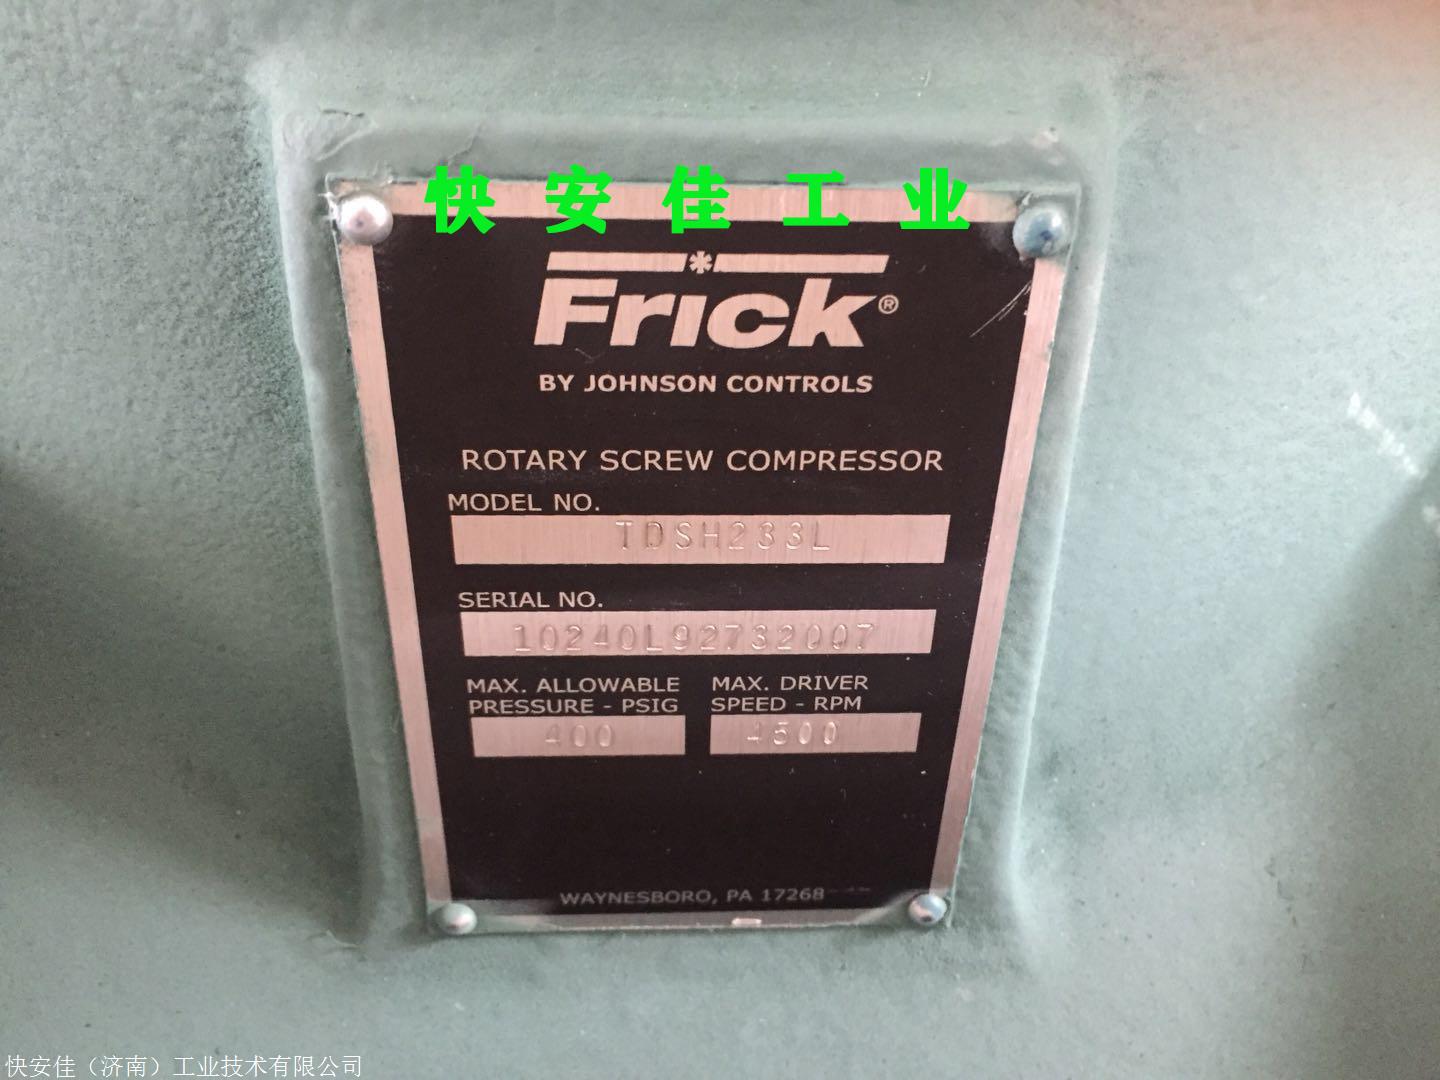 快安佳工业
Frick®
BY JOHNSON CONTROLS
ROTARY SCREW COMPRESSOR
MODEL NO.
TDSH233L
SERIAL NO.
10240L92732007
MAX. ALLOWABLE
PRESSURE - PSIG
400
MAX. DRIVER
SPEED - RPM
4500
WAYNESBORO, PA 17268
快安佳（济南）工业技术有限公司